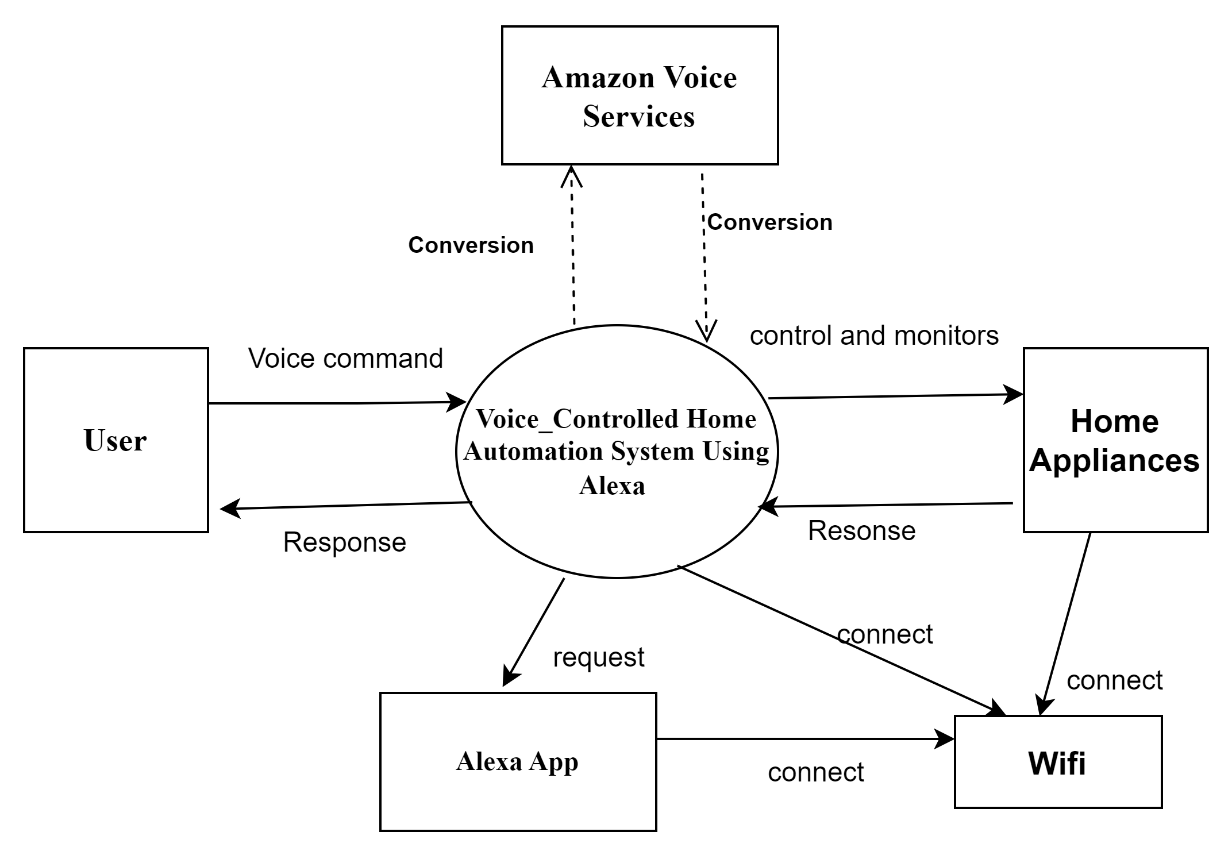 Amazon Voice
Services
Conversion
Conversion
control and monitors
Voice command
User
Voice_Controlled Home
Automation System Using
Alexa
Home
Appliances
Response
Resonse
connect
request
connect
Alexa App
connect
Wifi